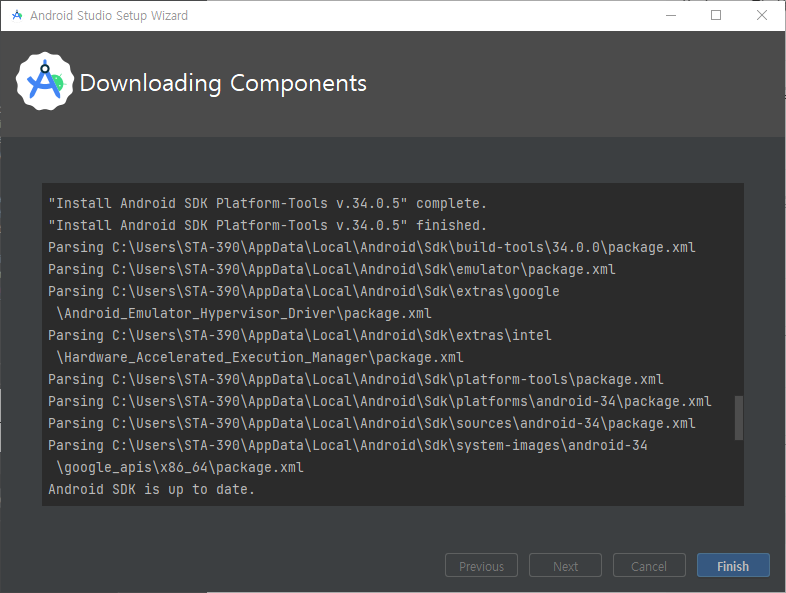 Android Studio Setup Wizard
Downloading Components
"Install Android SDK Platform-Tools v.34.0.5" complete.
"Install Android SDK Platform-Tools v.34.0.5" finished.
Parsing C:\Users\STA-390\AppData\Local\Android\Sdk\build-tools\34.0.0\package.xml
Parsing C:\Users\STA-390\AppData\Local\Android\Sdk\emulator\package.xml
Parsing C:\Users\STA-390\AppData\Local\Android\Sdk\extras\google
\Android_Emulator_Hypervisor_Driver\package.xml
Parsing C:\Users\STA-390\AppData\Local\Android\Sdk\extras\intel
\Hardware_Accelerated_Execution_Manager\package.xml
Parsing C:\Users\STA-390\AppData\Local\Android\Sdk\platform-tools\package.xml
Parsing C:\Users\STA-390\AppData\Local\Android\Sdk\platforms\android-34\package.xml
Parsing C:\Users\STA-390\AppData\Local\Android\Sdk\sources\android-34\package.xml
Parsing C:\Users\STA-390\AppData\Local\Android\Sdk\system-images\android-34
\google_apis\x86_64\package.xml
Android SDK is up to date.
Previous Next Cancel Finish